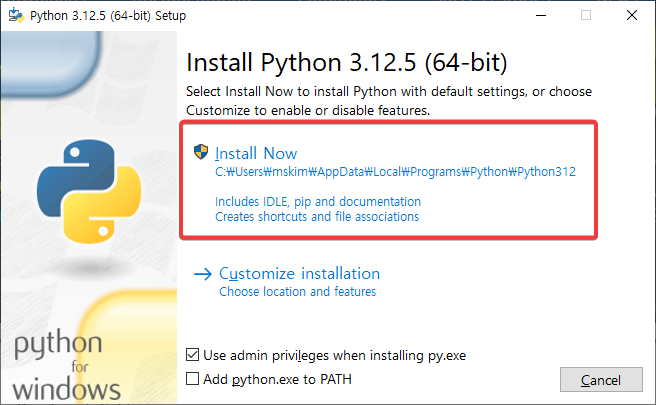 Python 3.12.5 (64-bit) Setup
Install Python 3.12.5 (64-bit)
Select Install Now to install Python with default settings, or choose
Customize to enable or disable features.
Install Now
C:₩Users₩mskim₩AppData₩Local₩Programs₩Python₩Python312
Includes IDLE, pip and documentation
Creates shortcuts and file associations
Customize installation
Choose location and features
python
for
windows
Use admin privileges when installing py.exe
Add python.exe to PATH
Cancel